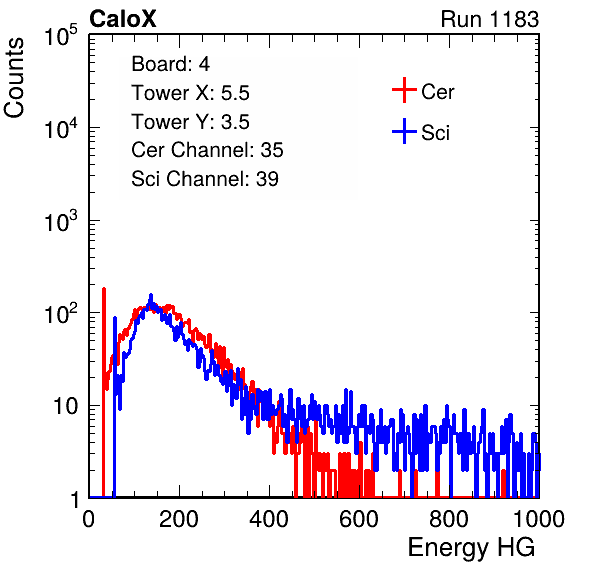 CaloX Run 1183
Counts
10^5
10^4
10^3
10^2
10
1
Board: 4
Tower X: 5.5
Tower Y: 3.5
Cer Channel: 35
Sci Channel: 39
Cer
Sci
0 200 400 600 800 1000
Energy HG